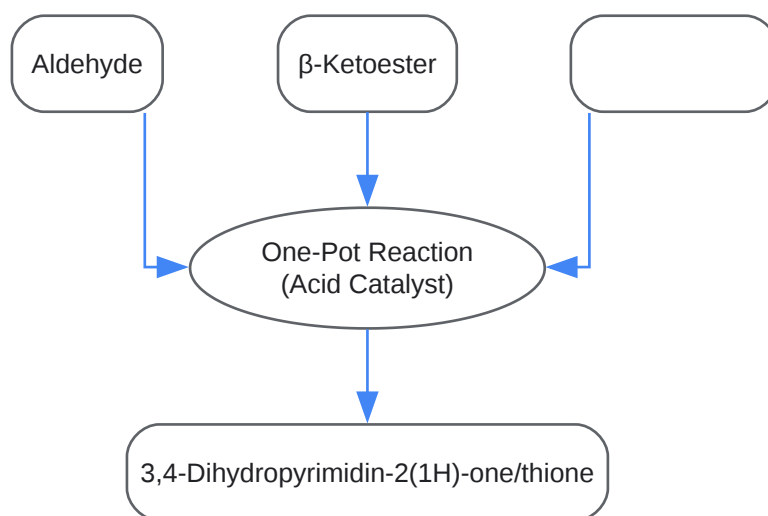 Aldehyde
β-Ketoester
One-Pot Reaction
(Acid Catalyst)
3,4-Dihydropyrimidin-2(1H)-one/thione